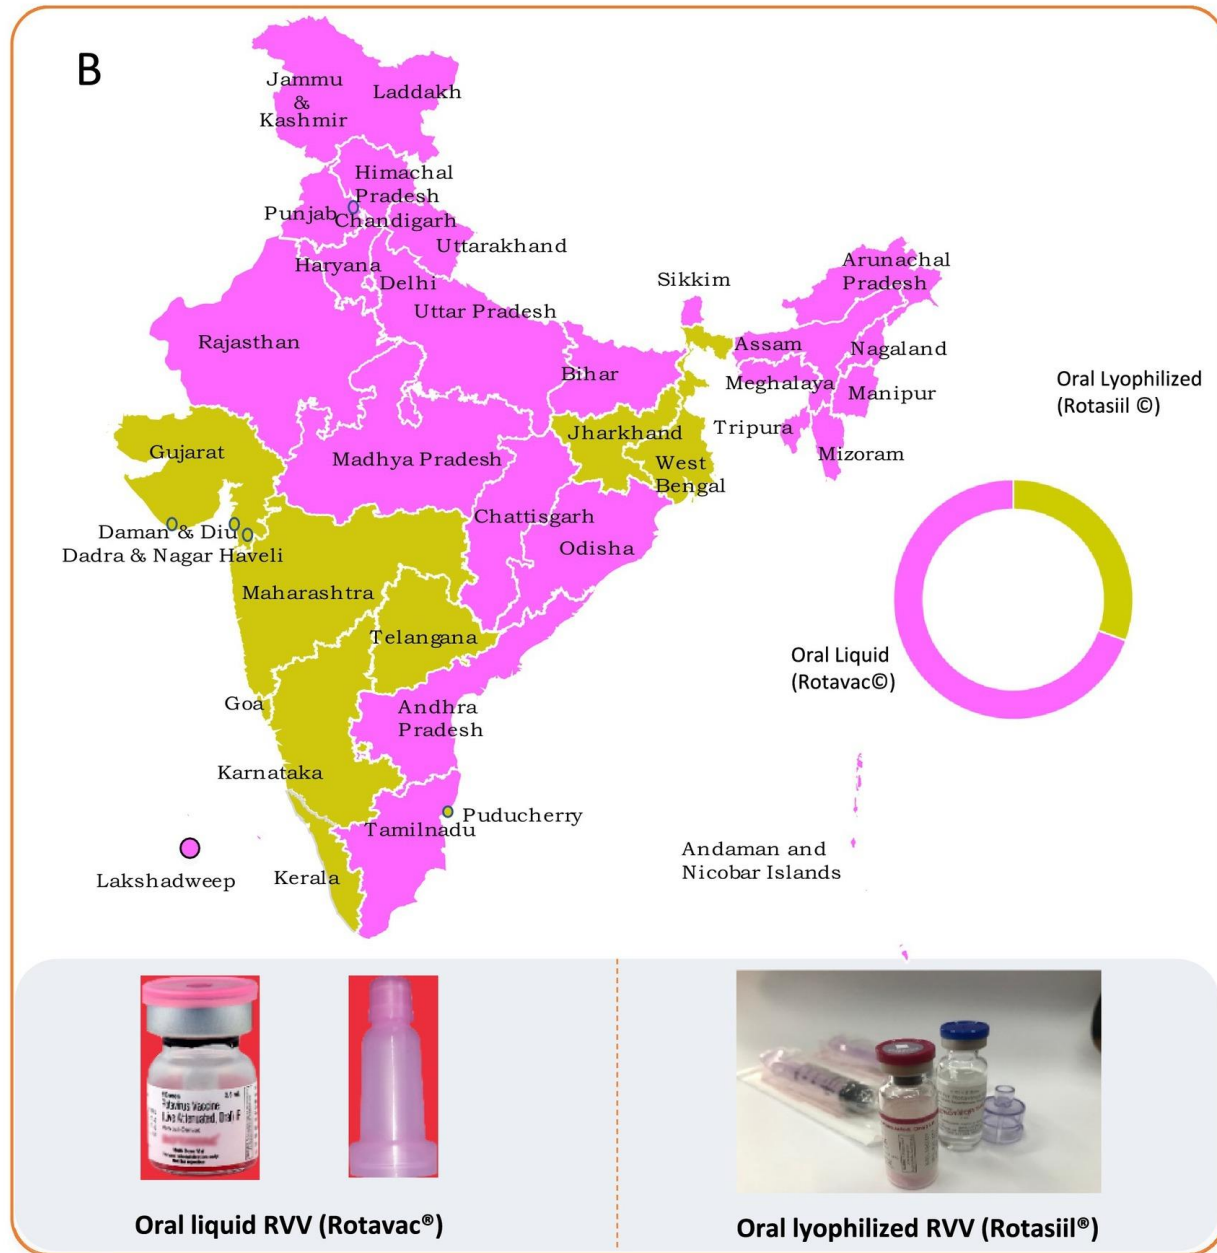 B
Jammu
&
Kashmir
Laddakh
Himachal
Pradesh
Punjab
Chandigarh
Uttarakhand
Haryana
Delhi
Uttar Pradesh
Rajasthan
Sikkim
Arunachal
Pradesh
Assam
Nagaland
Bihar
Meghalaya
Manipur
Tripura
Mizoram
Gujarat
Madhya Pradesh
Jharkhand
West
Bengal
Daman & Diu
Dadra & Nagar Haveli
Chattisgarh
Odisha
Maharashtra
Telangana
Goa
Andhra
Pradesh
Karnataka
Puducherry
Tamilnadu
Lakshadweep
Kerala
Andaman and
Nicobar Islands
Oral Lyophilized
(Rotasiil ©)
Oral Liquid
(Rotavac©)
Rotavirus Vaccine
(Live Attenuated, Oral) IP
Oral liquid RVV (Rotavac®)
Oral lyophilized RVV (Rotasiil®)